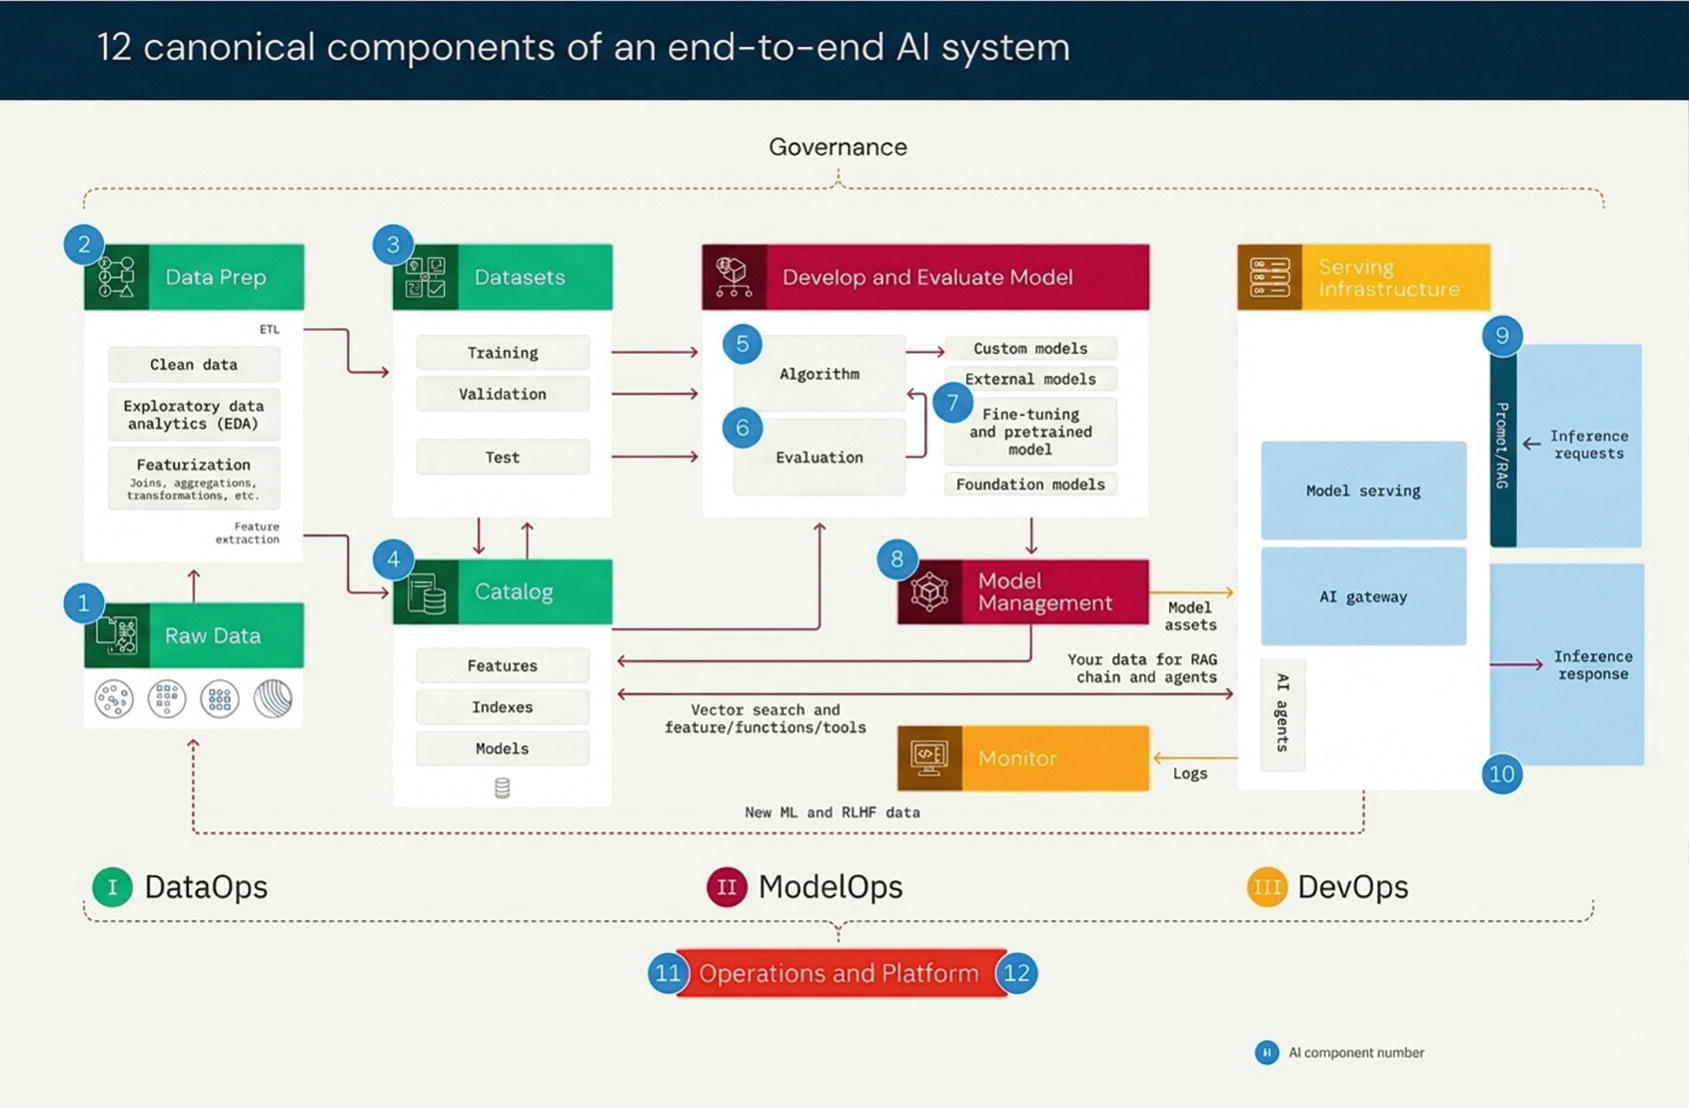 12 canonical components of an end-to-end AI system
Governance
2
Data Prep
ETL
Clean data
Exploratory data
analytics (EDA)
Featurization
Joins, aggregations,
transformations, etc.
Feature
extraction
1
Raw Data
3
Datasets
Training
Validation
Test
4
Catalog
Features
Indexes
Models
Develop and Evaluate Model
5
Algorithm
6
Evaluation
Custom models
External models
7
Fine-tuning
and pretrained
model
Foundation models
8
Model
Management
Model
assets
Your data for RAG
chain and agents
Vector search and
feature/functions/tools
Monitor
Logs
New ML and RLHF data
Serving
Infrastructure
Model serving
AI gateway
AI agents
9
Promot/RAG
Inference
requests
Inference
response
10
I DataOps
II ModelOps
III DevOps
11 Operations and Platform 12
AI component number